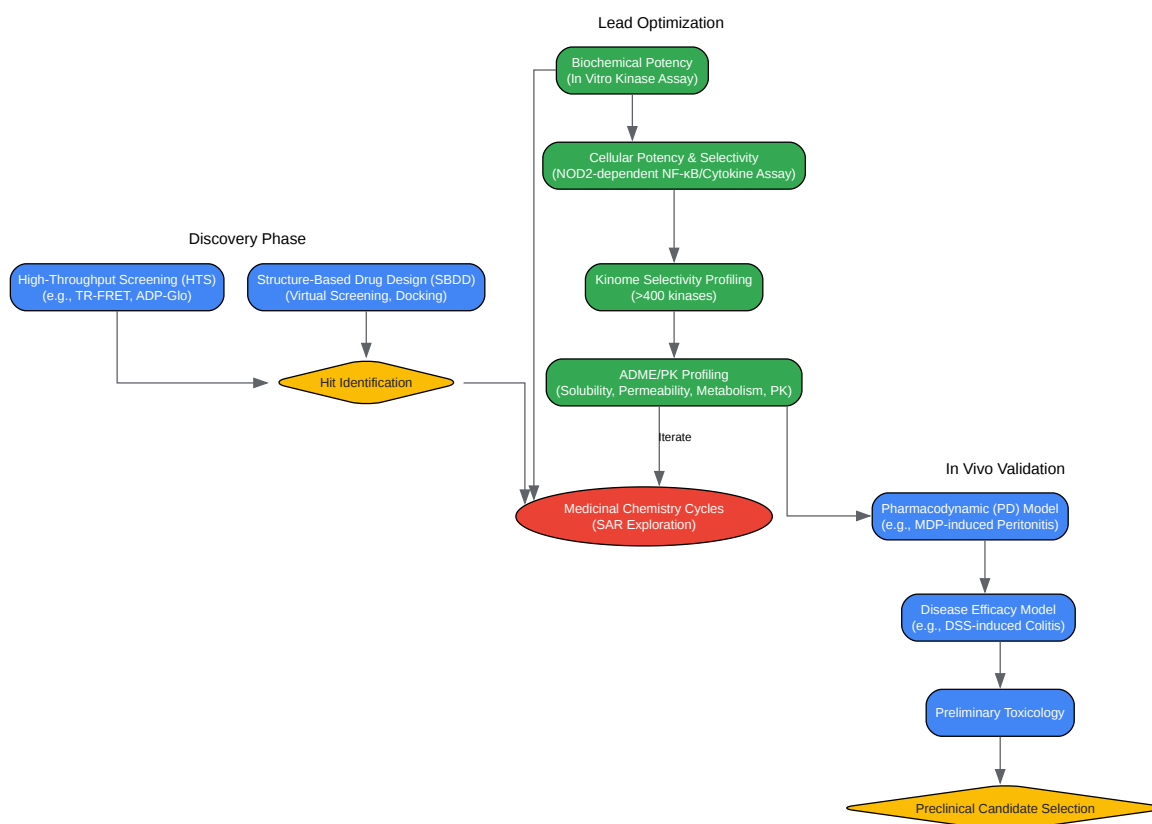 Lead Optimization
Biochemical Potency
(In Vitro Kinase Assay)
Cellular Potency & Selectivity
(NOD2-dependent NF-κB/Cytokine Assay)
Discovery Phase
High-Throughput Screening (HTS)
(e.g., TR-FRET, ADP-Glo)
Structure-Based Drug Design (SBDD)
(Virtual Screening, Docking)
Hit Identification
Kinome Selectivity Profiling
(>400 kinases)
ADME/PK Profiling
(Solubility, Permeability, Metabolism, PK)
Iterate
Medicinal Chemistry Cycles
(SAR Exploration)
In Vivo Validation
Pharmacodynamic (PD) Model
(e.g., MDP-induced Peritonitis)
Disease Efficacy Model
(e.g., DSS-induced Colitis)
Preliminary Toxicology
Preclinical Candidate Selection